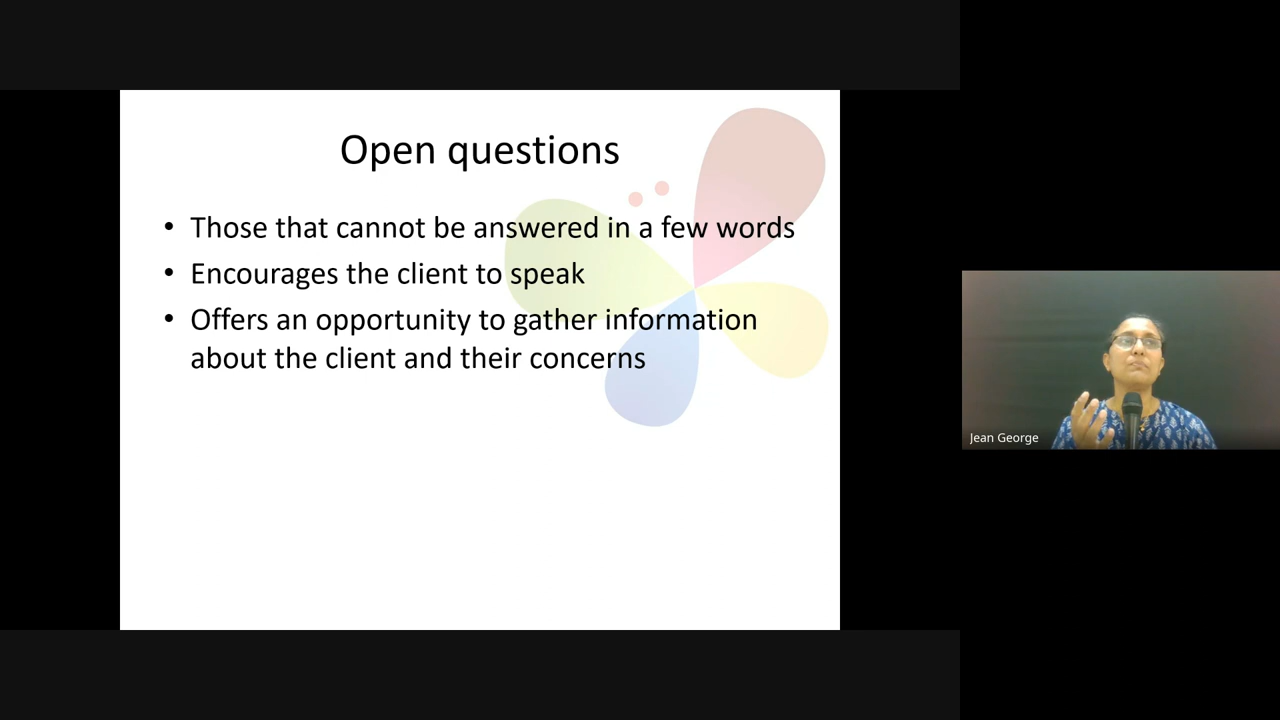 Open questions
• Those that cannot be answered in a few words
• Encourages the client to speak
• Offers an opportunity to gather information
about the client and their concerns
Jean George